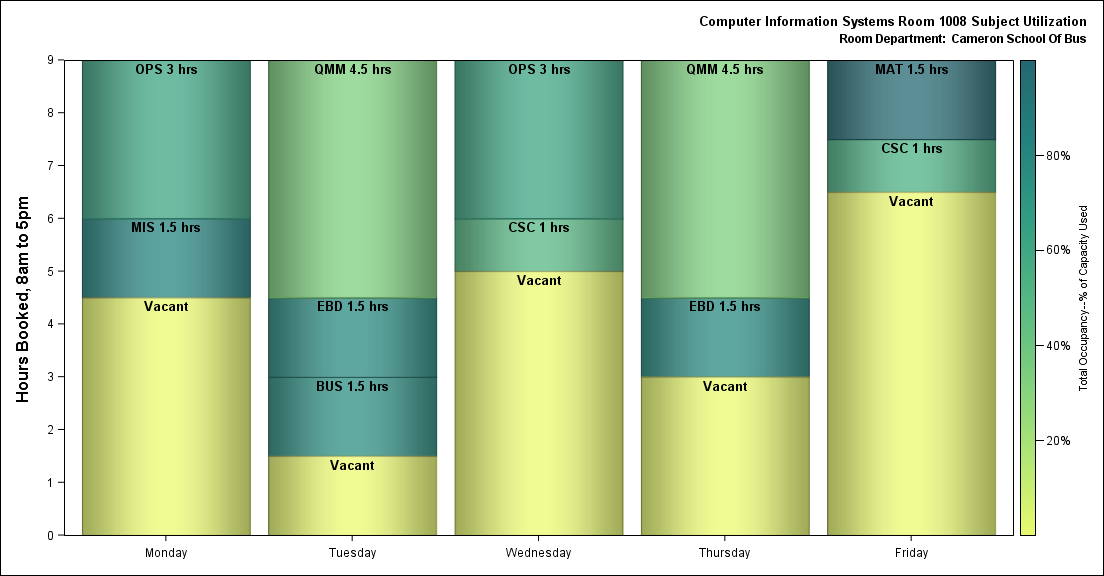 Computer Information Systems Room 1008 Subject Utilization
Room Department: Cameron School Of Bus
Hours Booked, 8am to 5pm
9
8
7
6
5
4
3
2
1
0
OPS 3 hrs
MIS 1.5 hrs
Vacant
QMM 4.5 hrs
EBD 1.5 hrs
BUS 1.5 hrs
Vacant
OPS 3 hrs
CSC 1 hrs
Vacant
QMM 4.5 hrs
EBD 1.5 hrs
Vacant
MAT 1.5 hrs
CSC 1 hrs
Vacant
Monday
Tuesday
Wednesday
Thursday
Friday
80%
60%
40%
20%
Total Occupancy--% of Capacity Used